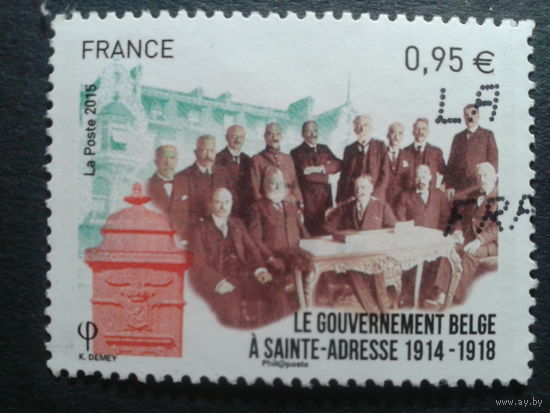 FRANCE
0,95 €
La Poste 2015
L.A
FRA
LE GOUVERNEMENT BELGE
À SAINTE-ADRESSE 1914-1918
K. DEMEY
Phil@poste
www.ay.by